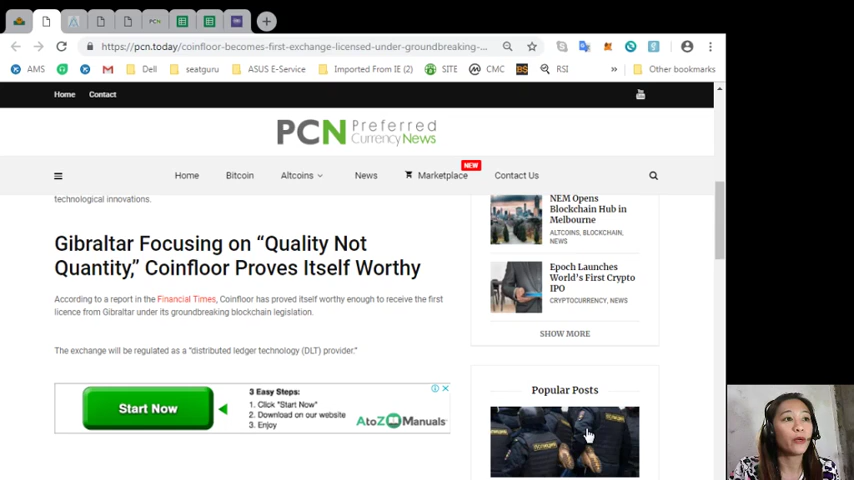 https://pcn.today/coinfloor-becomes-first-exchange-licensed-under-groundbreaking-...
AMS
M
Dell
seatguru
ASUS E-Service
Imported From IE (2)
SITE
CMC
BS
RSI
»
Other bookmarks
Home
Contact
You Tube
PCN Preferred
Currency News
NEW
Home
Bitcoin
Altcoins
News
Marketplace
Contact Us
technological innovations.
Gibraltar Focusing on “Quality Not
Quantity,” Coinfloor Proves Itself Worthy
According to a report in the Financial Times, Coinfloor has proved itself worthy enough to receive the first
licence from Gibraltar under its groundbreaking blockchain legislation.
The exchange will be regulated as a “distributed ledger technology (DLT) provider.”
Start Now
3 Easy Steps:
1. Click "Start Now"
2. Download on our website
3. Enjoy
AtoZ Manuals
NEM Opens
Blockchain Hub in
Melbourne
ALTCOINS, BLOCKCHAIN,
NEWS
Epoch Launches
World's First Crypto
IPO
CRYPTOCURRENCY, NEWS
SHOW MORE
Popular Posts